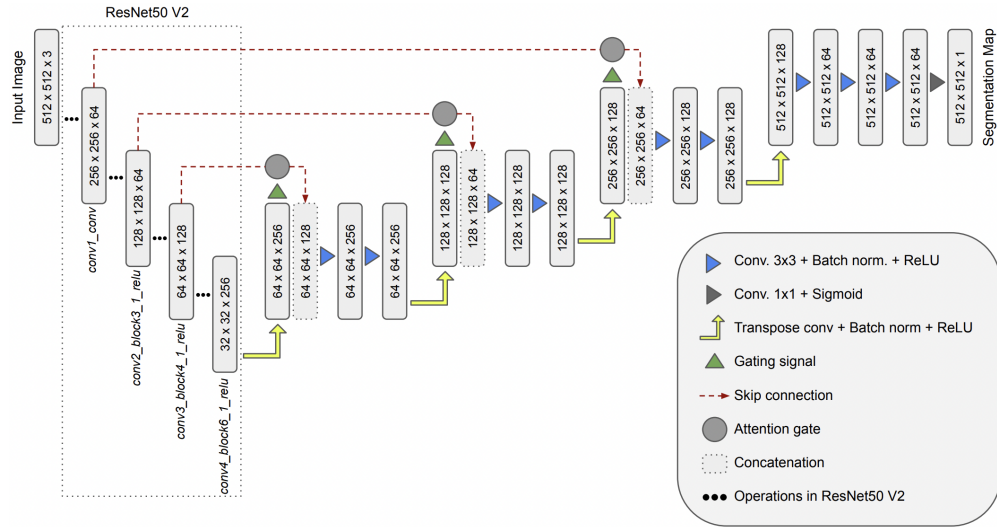 ResNet50 V2
Input Image
512 x 512 x 3
256 x 256 x 64
conv1_conv
128 x 128 x 64
conv2_block3_1_relu
64 x 64 x 128
conv3_block4_1_relu
32 x 32 x 256
conv4_block6_1_relu
64 x 64 x 256
64 x 64 x 128
64 x 64 x 256
64 x 64 x 256
128 x 128 x 128
128 x 128 x 64
128 x 128 x 128
128 x 128 x 128
256 x 256 x 128
256 x 256 x 64
256 x 256 x 128
256 x 256 x 128
512 x 512 x 128
512 x 512 x 64
512 x 512 x 64
512 x 512 x 64
512 x 512 x 1
Segmentation Map
Conv. 3x3 + Batch norm. + ReLU
Conv. 1x1 + Sigmoid
Transpose conv + Batch norm + ReLU
Gating signal
Skip connection
Attention gate
Concatenation
Operations in ResNet50 V2